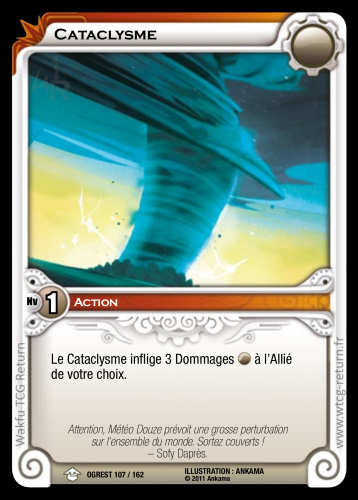 Cataclysme
Nv 1 Action
Le Cataclysme inflige 3 Dommages à l'Allié
de votre choix.
Attention, Météo Douze prévoit une grosse perturbation
sur l'ensemble du monde. Sortez couverts !
– Sofy Daprès.
OGREST 107 / 162
ILLUSTRATION : ANKAMA
© 2011 Ankama
Wakfu TCG Return
www.wtcg-return.fr